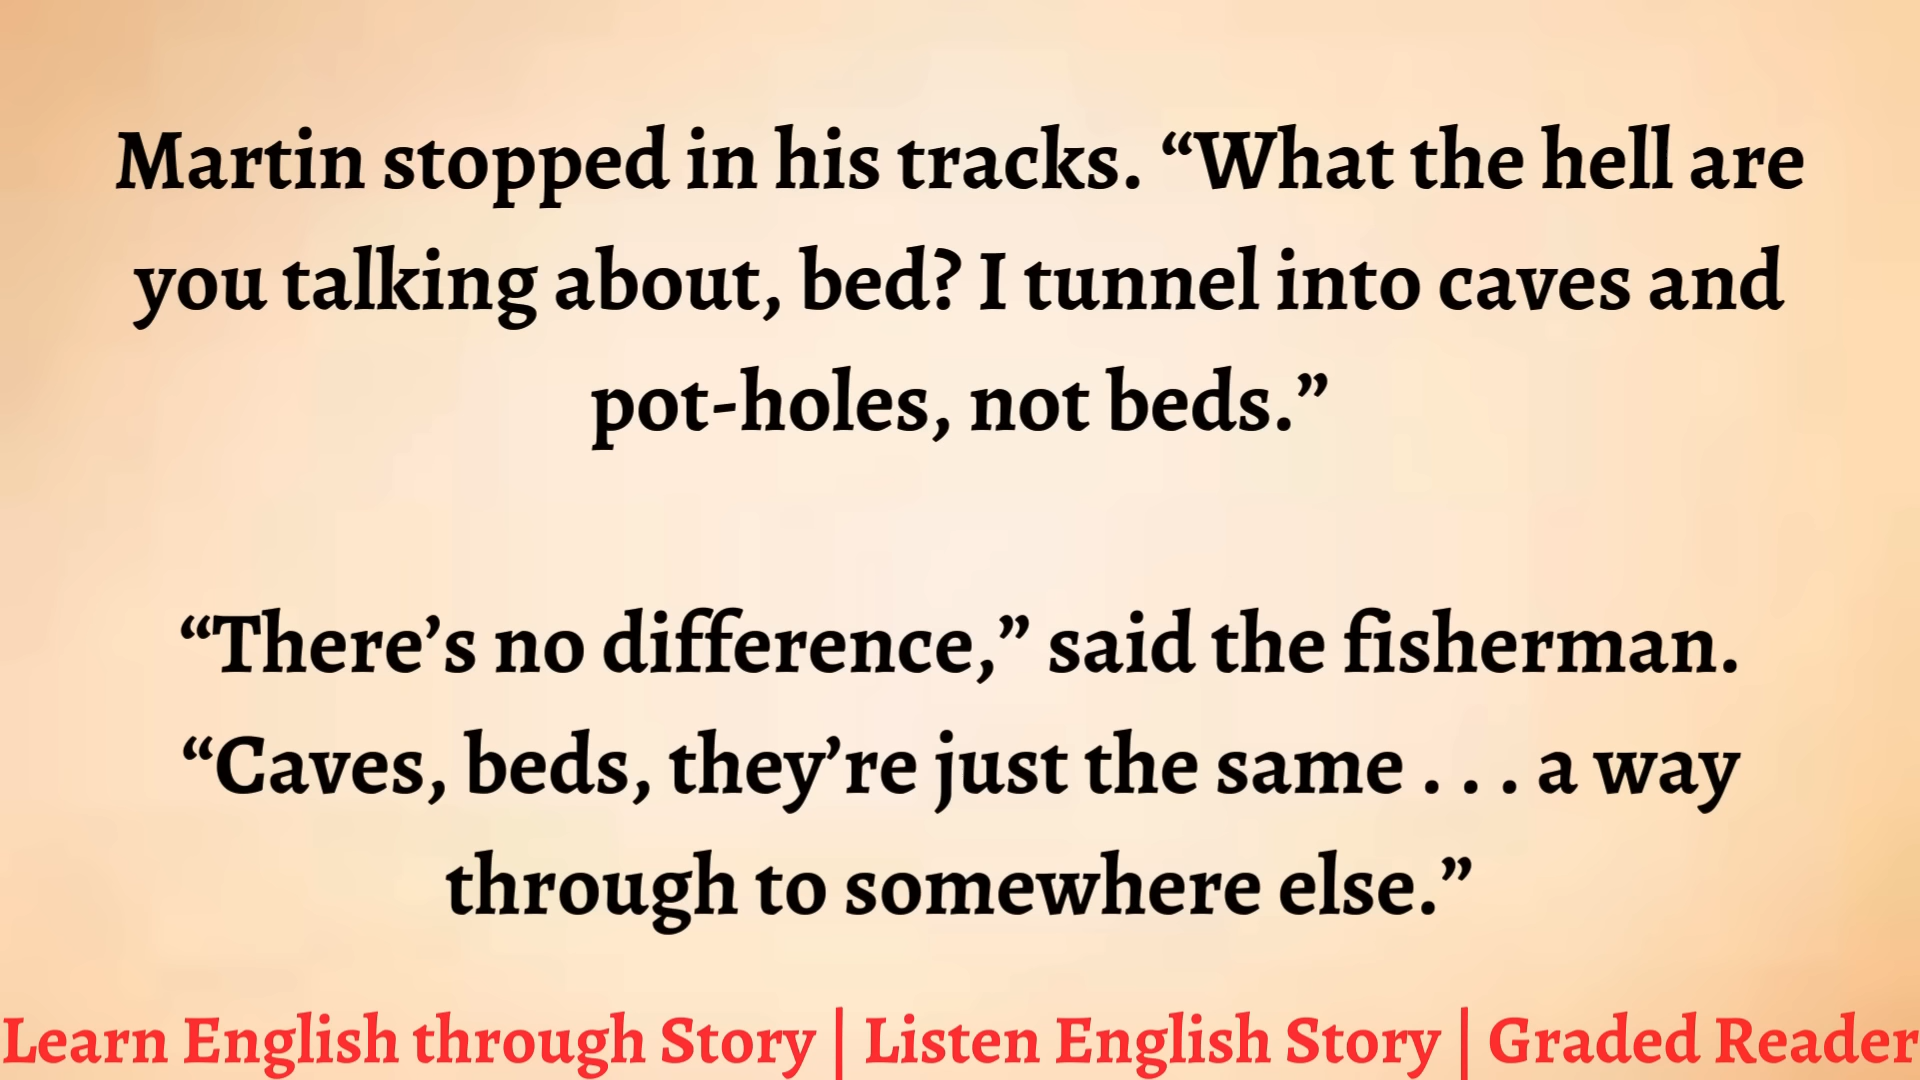 Martin stopped in his tracks. “What the hell are
you talking about, bed? I tunnel into caves and
pot-holes, not beds.”
“There’s no difference,” said the fisherman.
“Caves, beds, they’re just the same . . . a way
through to somewhere else.”
Learn English through Story | Listen English Story | Graded Reader